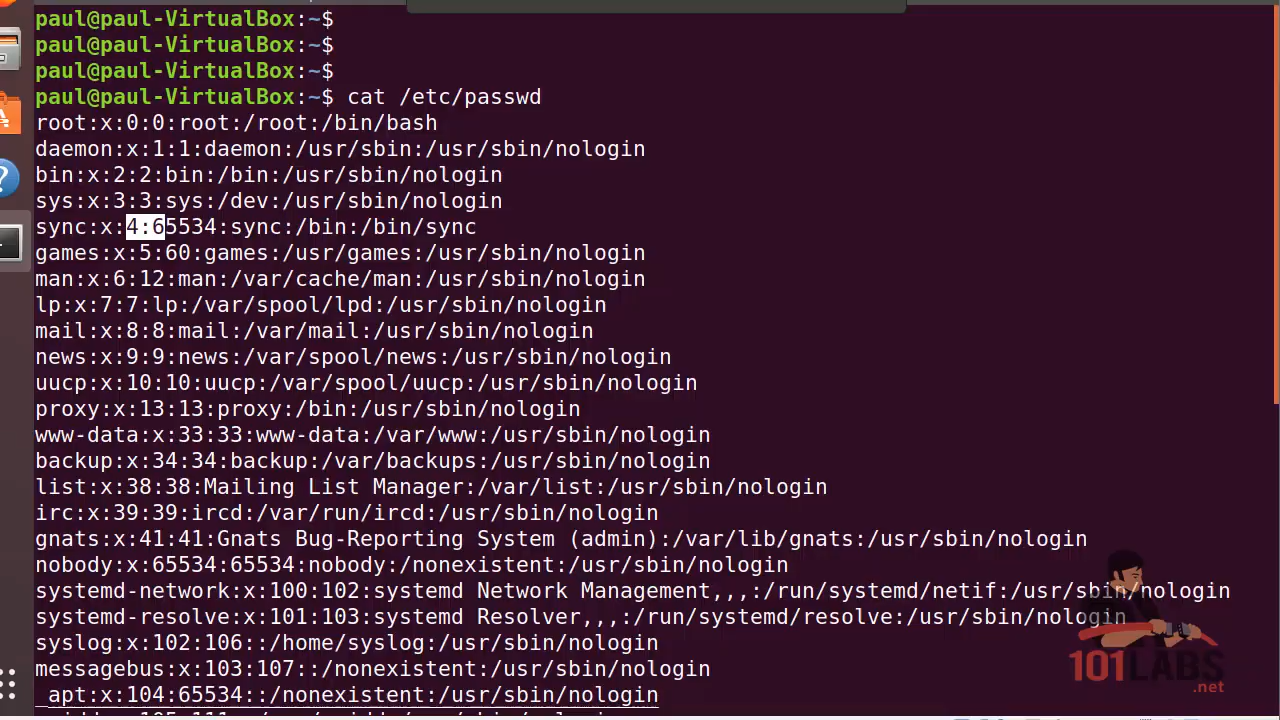 paul@paul-VirtualBox:~$
paul@paul-VirtualBox:~$
paul@paul-VirtualBox:~$
paul@paul-VirtualBox:~$ cat /etc/passwd
root:x:0:0:root:/root:/bin/bash
daemon:x:1:1:daemon:/usr/sbin:/usr/sbin/nologin
bin:x:2:2:bin:/bin:/usr/sbin/nologin
sys:x:3:3:sys:/dev:/usr/sbin/nologin
sync:x:4:65534:sync:/bin:/bin/sync
games:x:5:60:games:/usr/games:/usr/sbin/nologin
man:x:6:12:man:/var/cache/man:/usr/sbin/nologin
lp:x:7:7:lp:/var/spool/lpd:/usr/sbin/nologin
mail:x:8:8:mail:/var/mail:/usr/sbin/nologin
news:x:9:9:news:/var/spool/news:/usr/sbin/nologin
uucp:x:10:10:uucp:/var/spool/uucp:/usr/sbin/nologin
proxy:x:13:13:proxy:/bin:/usr/sbin/nologin
www-data:x:33:33:www-data:/var/www:/usr/sbin/nologin
backup:x:34:34:backup:/var/backups:/usr/sbin/nologin
list:x:38:38:Mailing List Manager:/var/list:/usr/sbin/nologin
irc:x:39:39:ircd:/var/run/ircd:/usr/sbin/nologin
gnats:x:41:41:Gnats Bug-Reporting System (admin):/var/lib/gnats:/usr/sbin/nologin
nobody:x:65534:65534:nobody:/nonexistent:/usr/sbin/nologin
systemd-network:x:100:102:systemd Network Management,,,:/run/systemd/netif:/usr/sbin/nologin
systemd-resolve:x:101:103:systemd Resolver,,,:/run/systemd/resolve:/usr/sbin/nologin
syslog:x:102:106::/home/syslog:/usr/sbin/nologin
messagebus:x:103:107::/nonexistent:/usr/sbin/nologin
_apt:x:104:65534::/nonexistent:/usr/sbin/nologin
101LABS
.net